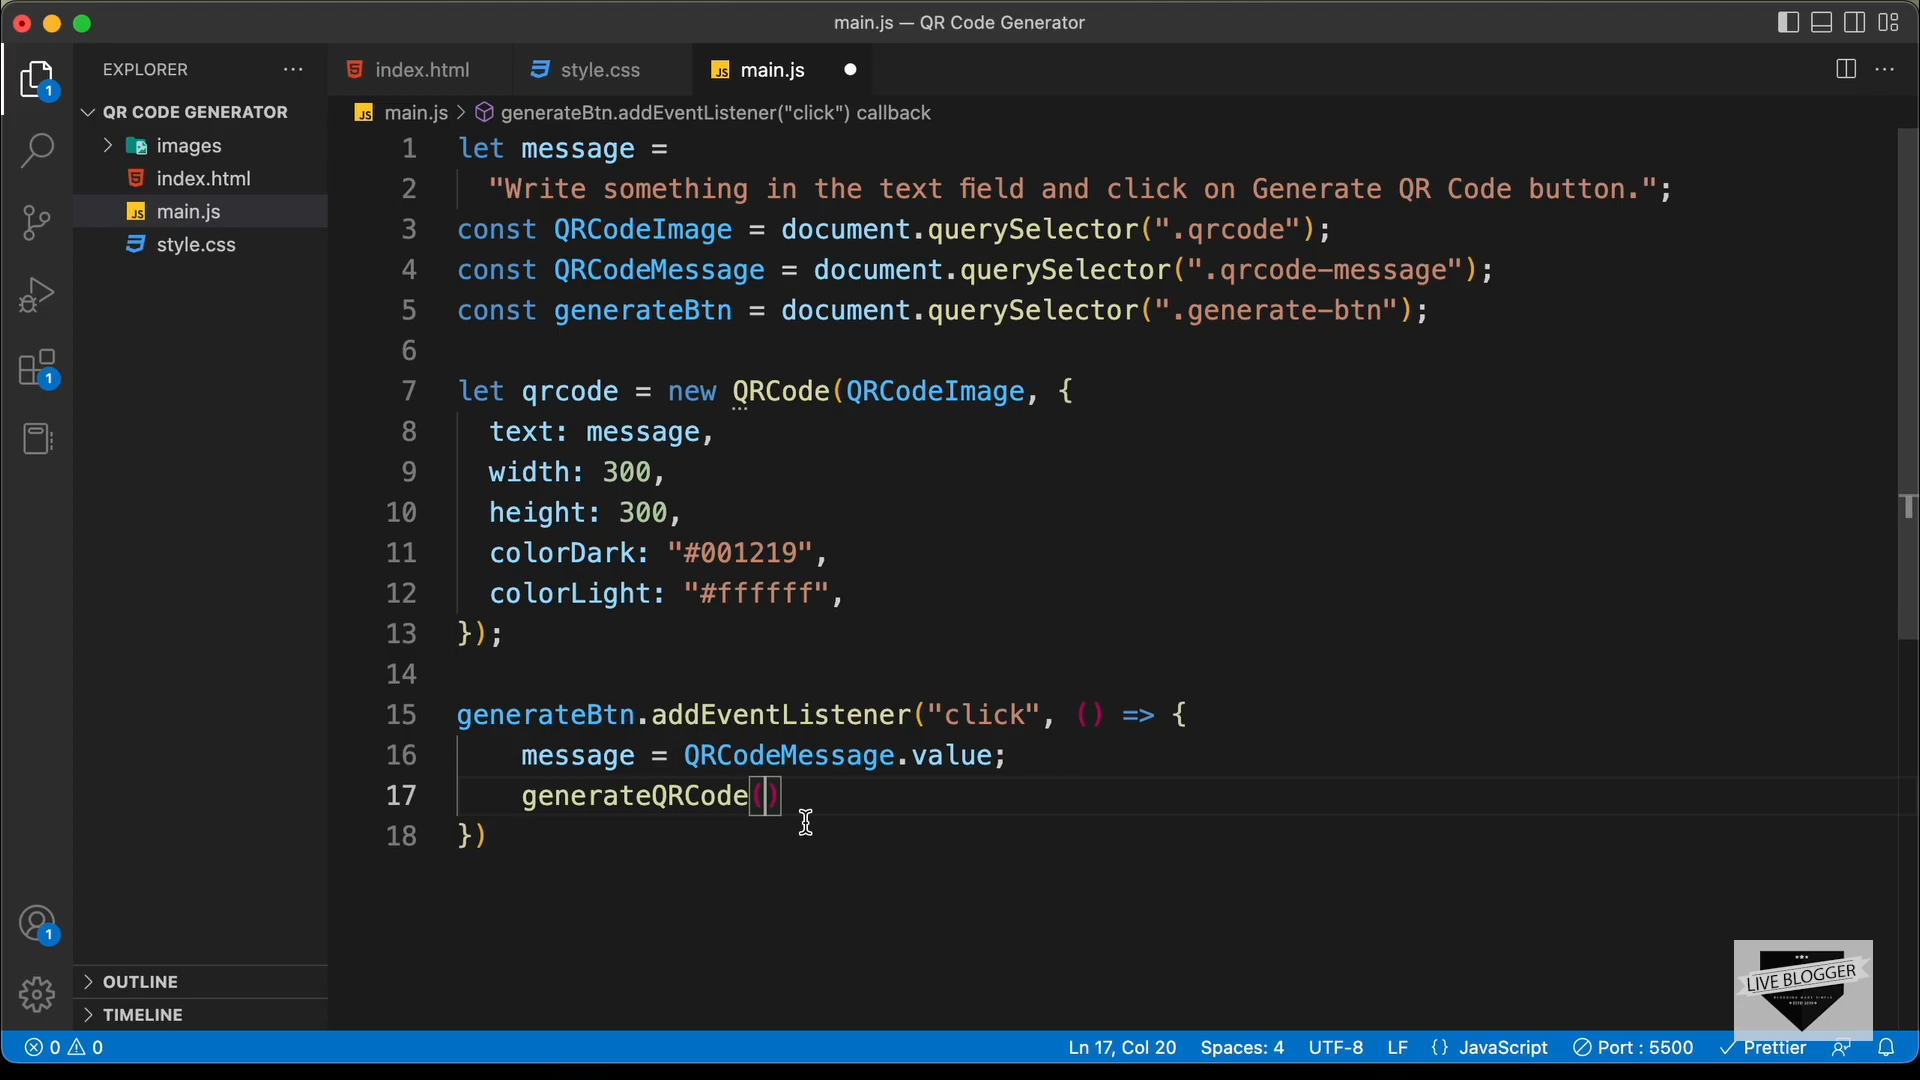 main.js — QR Code Generator
EXPLORER
index.html
style.css
main.js
QR CODE GENERATOR
main.js > generateBtn.addEventListener("click") callback
images
index.html
main.js
style.css
1 let message =
2 "Write something in the text field and click on Generate QR Code button.";
3 const QRCodeImage = document.querySelector(".qrcode");
4 const QRCodeMessage = document.querySelector(".qrcode-message");
5 const generateBtn = document.querySelector(".generate-btn");
6
7 let qrcode = new QRCode(QRCodeImage, {
8 text: message,
9 width: 300,
10 height: 300,
11 colorDark: "#001219",
12 colorLight: "#ffffff",
13 });
14
15 generateBtn.addEventListener("click", () => {
16 message = QRCodeMessage.value;
17 generateQRCode()
18 })
1
1
1
OUTLINE
TIMELINE
LIVE BLOGGER
0 0
Ln 17, Col 20
Spaces: 4
UTF-8
LF
{} JavaScript
Port : 5500
Prettier